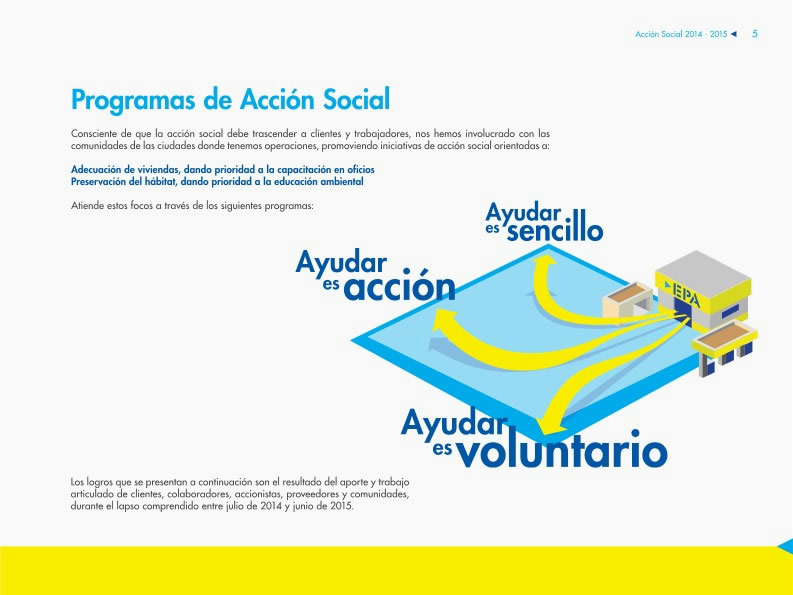 Acción Social 2014 - 2015 5
Programas de Acción Social
Consciente de que la acción social debe trascender a clientes y trabajadores, nos hemos involucrado con las
comunidades de las ciudades donde tenemos operaciones, promoviendo iniciativas de acción social orientadas a:
Adecuación de viviendas, dando prioridad a la capacitación en oficios
Preservación del hábitat, dando prioridad a la educación ambiental
Atiende estos focos a través de los siguientes programas:
Ayudar
es sencillo
Ayudar
es acción
EPA
Ayudar
es voluntario
Los logros que se presentan a continuación son el resultado del aporte y trabajo
articulado de clientes, colaboradores, accionistas, proveedores y comunidades,
durante el lapso comprendido entre julio de 2014 y junio de 2015.